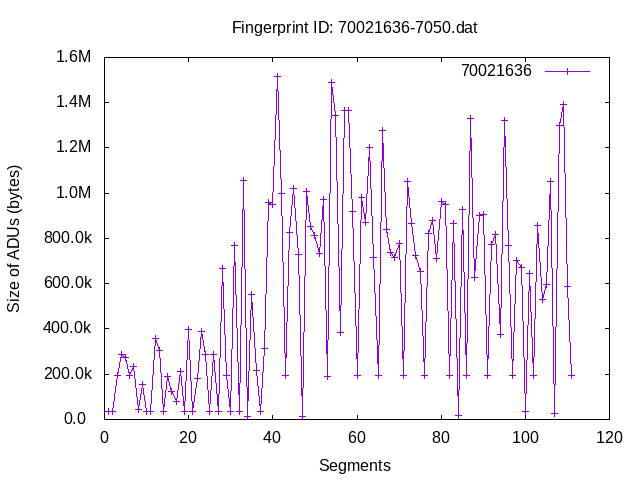 Fingerprint ID: 70021636-7050.dat
70021636
1.6M
1.4M
1.2M
1.0M
800.0k
600.0k
400.0k
200.0k
0.0
Size of ADUs (bytes)
0 20 40 60 80 100 120
Segments